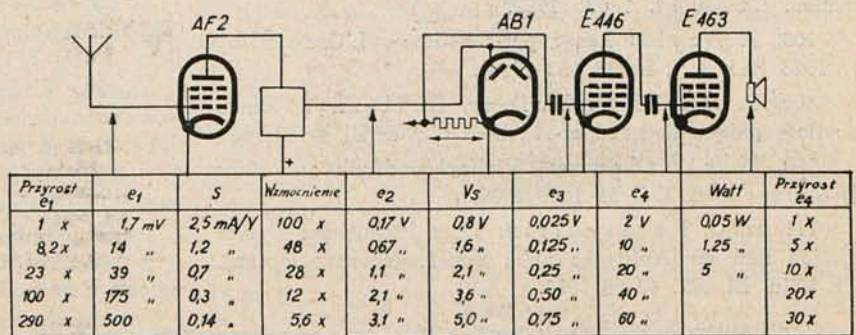 AF2 AB1 E446 E463
+
Przyrost e1 e1 S Wzmocnienie e2 Vs e3 e4 Watt Przyrost e4
1 x 1,7 mV 2,5 mA/V 100 x 0,17 V 0,8 V 0,025 V 2 V 0,05 W 1 x
8,2 x 14 „ 1,2 „ 48 x 0,67 „ 1,6 „ 0,125 „ 10 „ 1,25 „ 5 x
23 x 39 „ 0,7 „ 28 x 1,1 „ 2,1 „ 0,25 „ 20 „ 5 „ 10 x
100 x 175 „ 0,3 „ 12 x 2,1 „ 3,6 „ 0,50 „ 40 „ 20 x
290 x 500 0,14 „ 5,6 x 3,1 „ 5,0 „ 0,75 „ 60 „ 30 x